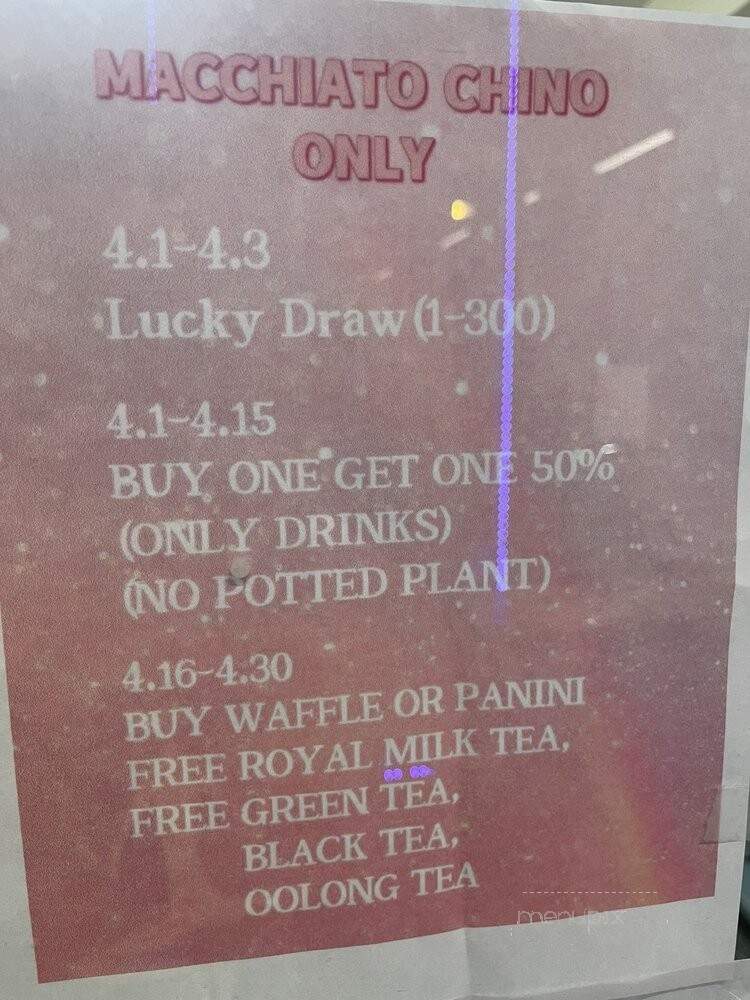 MACCHIATO CHINO
ONLY
4.1-4.3
Lucky Draw (1-300)
4.1-4.15
BUY ONE GET ONE 50%
(ONLY DRINKS)
(NO POTTED PLANT)
4.16-4.30
BUY WAFFLE OR PANINI
FREE ROYAL MILK TEA,
FREE GREEN TEA,
BLACK TEA,
OOLONG TEA
menupix